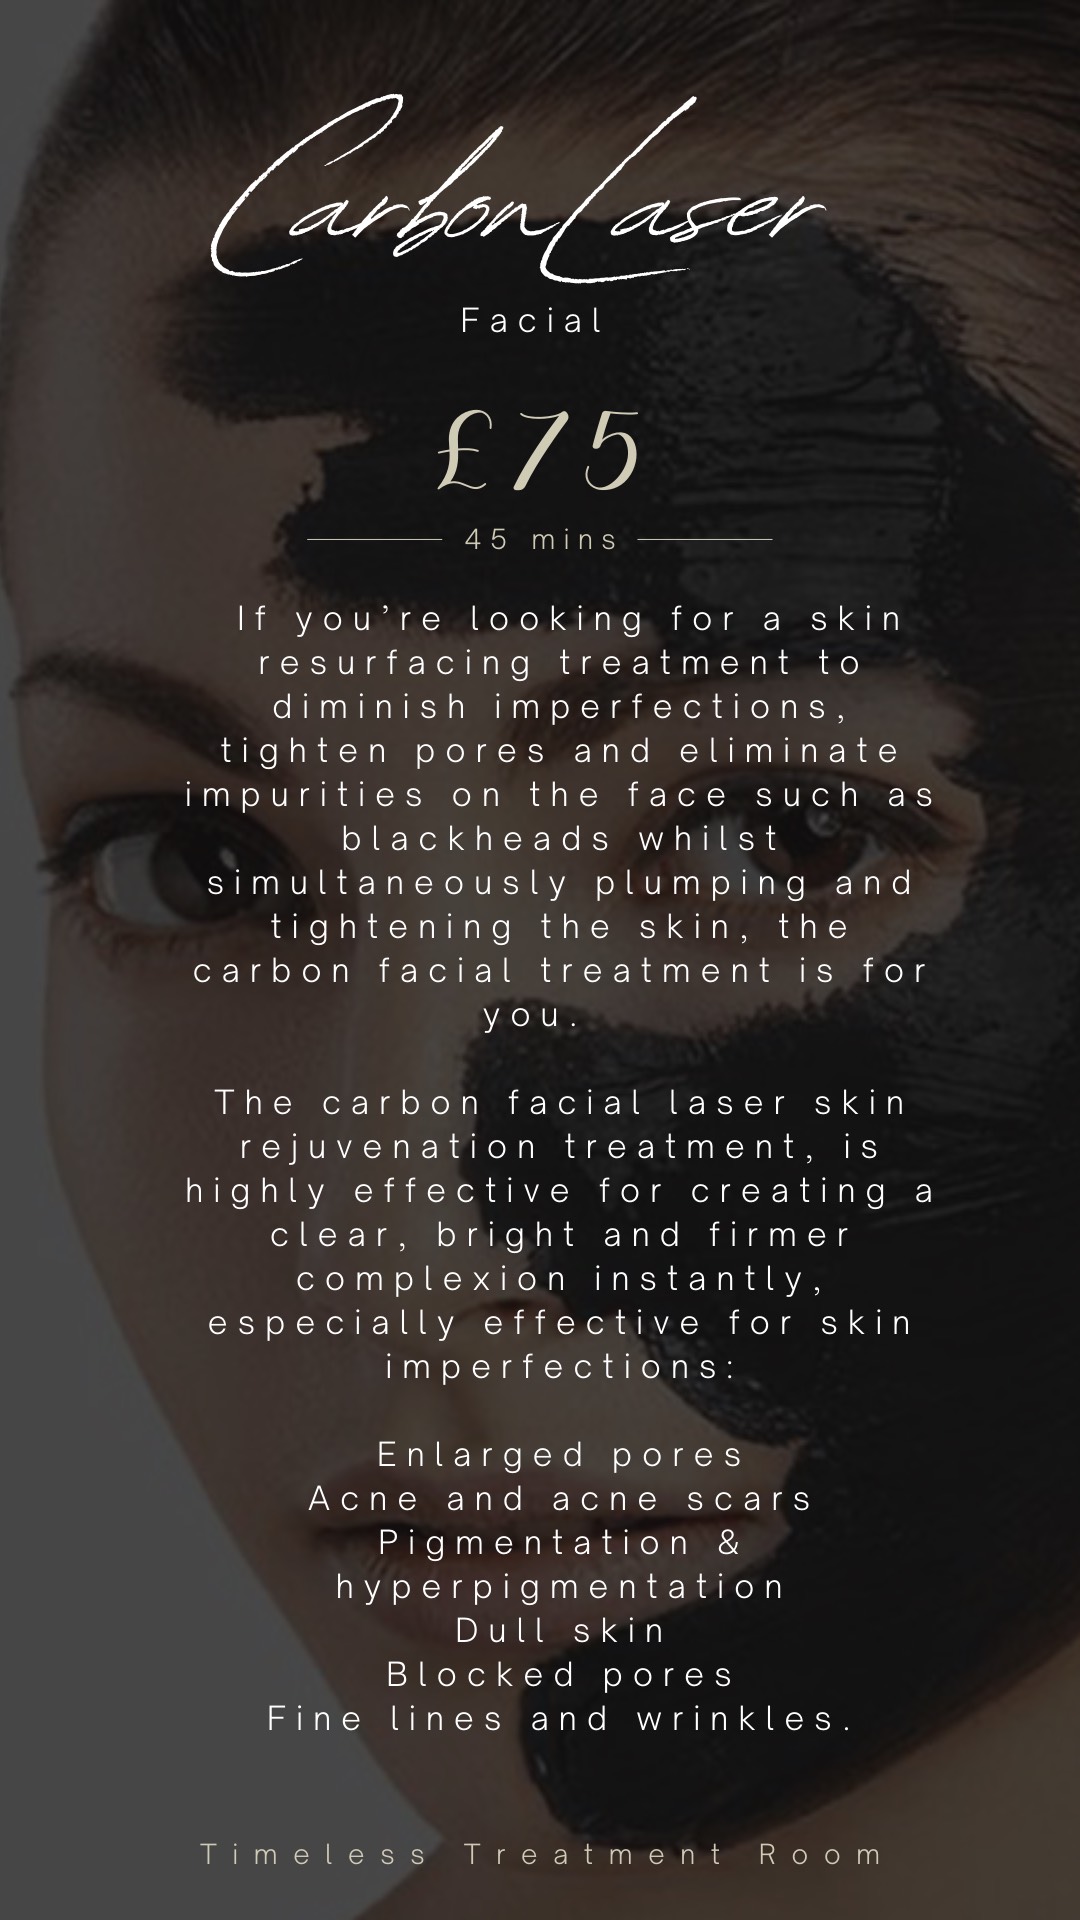 Carbon Laser
Facial
£75
45 mins
If you’re looking for a skin
resurfacing treatment to
diminish imperfections,
tighten pores and eliminate
impurities on the face such as
blackheads whilst
simultaneously plumping and
tightening the skin, the
carbon facial treatment is for
you.
The carbon facial laser skin
rejuvenation treatment, is
highly effective for creating a
clear, bright and firmer
complexion instantly,
especially effective for skin
imperfections:
Enlarged pores
Acne and acne scars
Pigmentation &
hyperpigmentation
Dull skin
Blocked pores
Fine lines and wrinkles.
Timeless Treatment Room